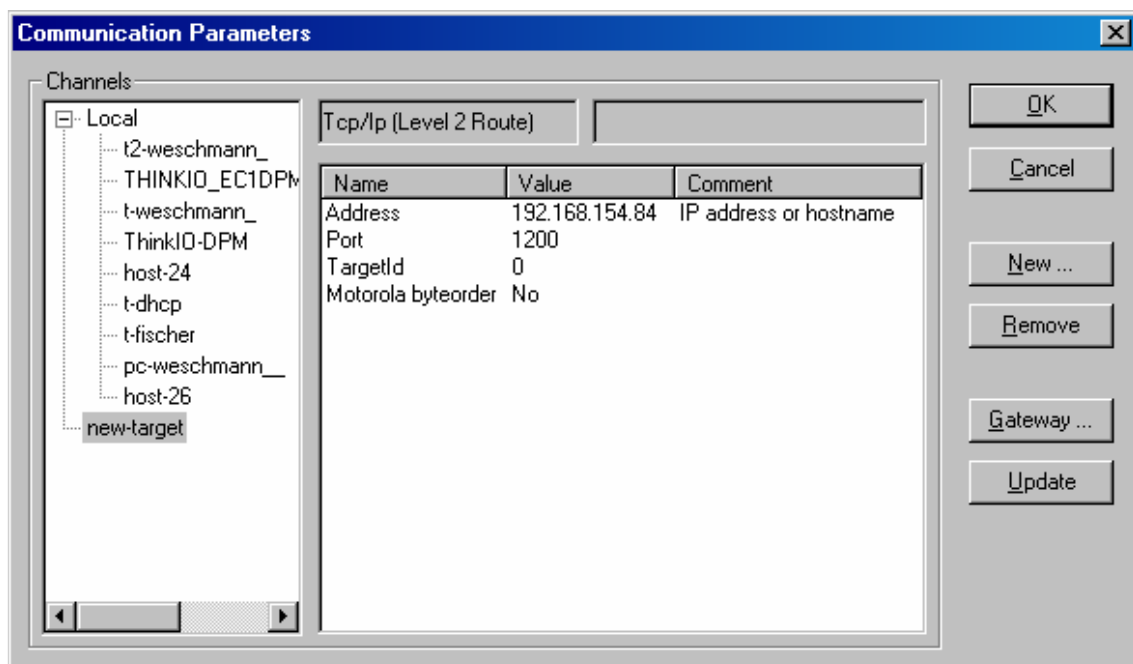 Communication Parameters
Channels
Local
t2-weschmann_
THINKIO_EC1DPM
t-weschmann_
ThinkIO-DPM
host-24
t-dhcp
t-fischer
pc-weschmann__
host-26
new-target
Tcp/Ip (Level 2 Route)
Name Value Comment
Address 192.168.154.84 IP address or hostname
Port 1200
TargetId 0
Motorola byteorder No
OK
Cancel
New ...
Remove
Gateway ...
Update